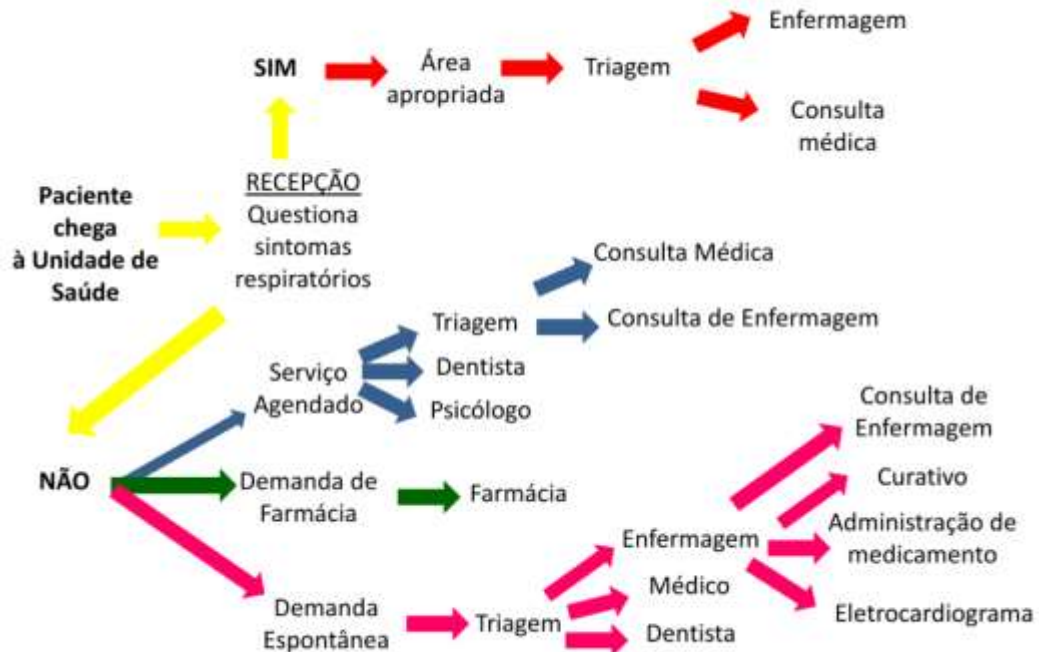 Enfermagem
SIM
Área
apropriada
Triagem
Consulta
médica
Paciente
chega
à Unidade de
Saúde
RECEPÇÃO
Questiona
sintomas
respiratórios
Consulta Médica
Triagem
Consulta de Enfermagem
Serviço
Agendado
Dentista
Psicólogo
NÃO
Demanda de
Farmácia
Farmácia
Consulta de
Enfermagem
Curativo
Enfermagem
Administração de
medicamento
Médico
Demanda
Espontânea
Triagem
Dentista
Eletrocardiograma